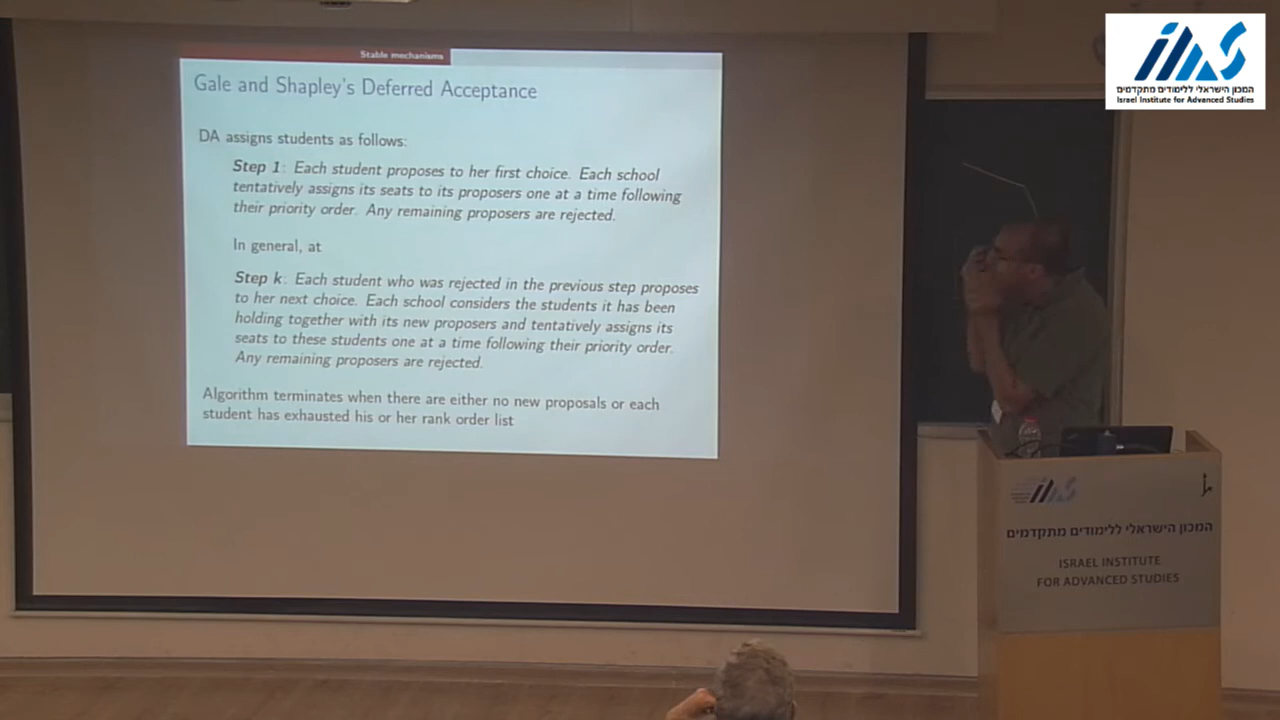 Stable mechanisms
Gale and Shapley's Deferred Acceptance
DA assigns students as follows:
Step 1: Each student proposes to her first choice. Each school
tentatively assigns its seats to its proposers one at a time following
their priority order. Any remaining proposers are rejected.
In general, at
Step k: Each student who was rejected in the previous step proposes
to her next choice. Each school considers the students it has been
holding together with its new proposers and tentatively assigns its
seats to these students one at a time following their priority order.
Any remaining proposers are rejected.
Algorithm terminates when there are either no new proposals or each
student has exhausted his or her rank order list
המכון הישראלי ללימודים מתקדמים
Israel Institute for Advanced Studies
המכון הישראלי ללימודים מתקדמים
ISRAEL INSTITUTE
FOR ADVANCED STUDIES